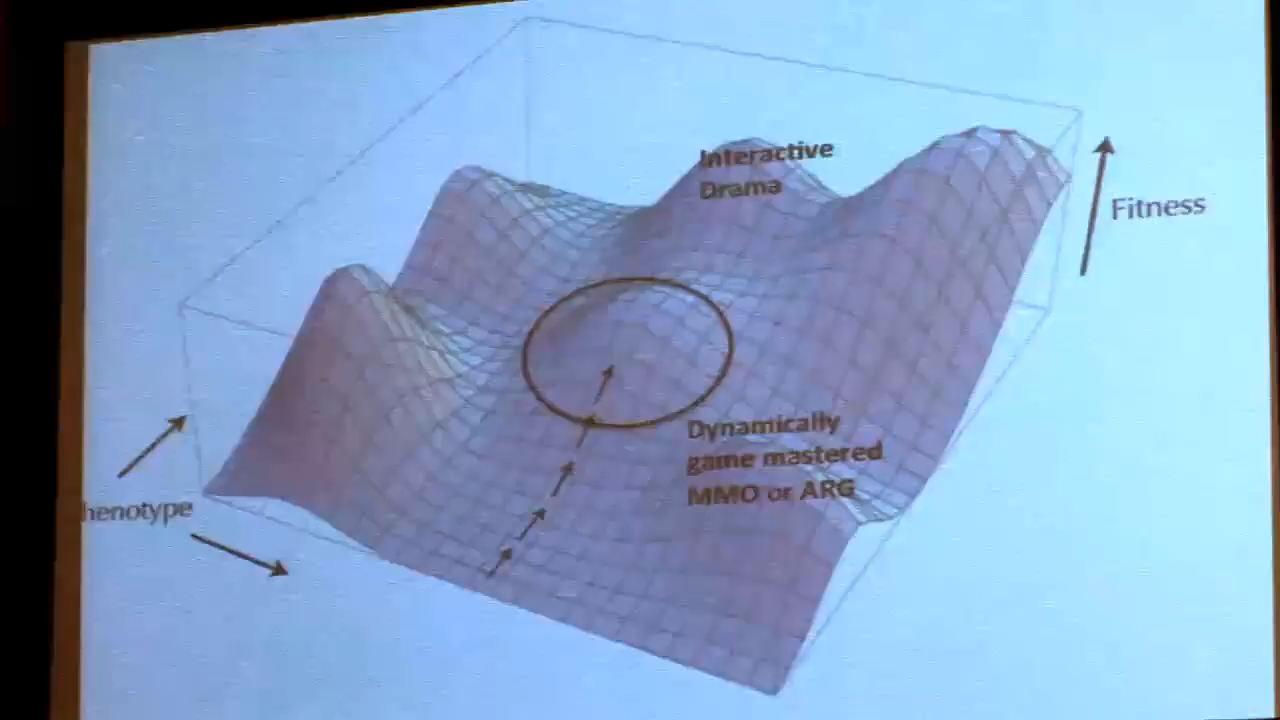 Interactive
Drama
Fitness
Dynamically
game mastered
MMO or ARG
henotype